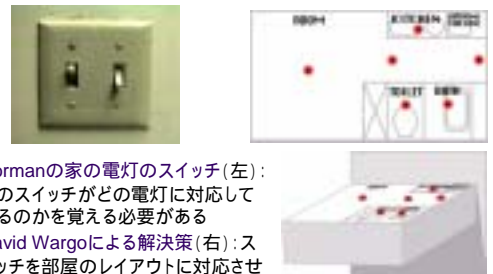 ROOM
KITCHEN
TOILET
ormanの家の電灯のスイッチ(左):
のスイッチがどの電灯に対応して
るのかを覚える必要がある
avid Wargoによる解決策(右):ス
ッチを部屋のレイアウトに対応させ